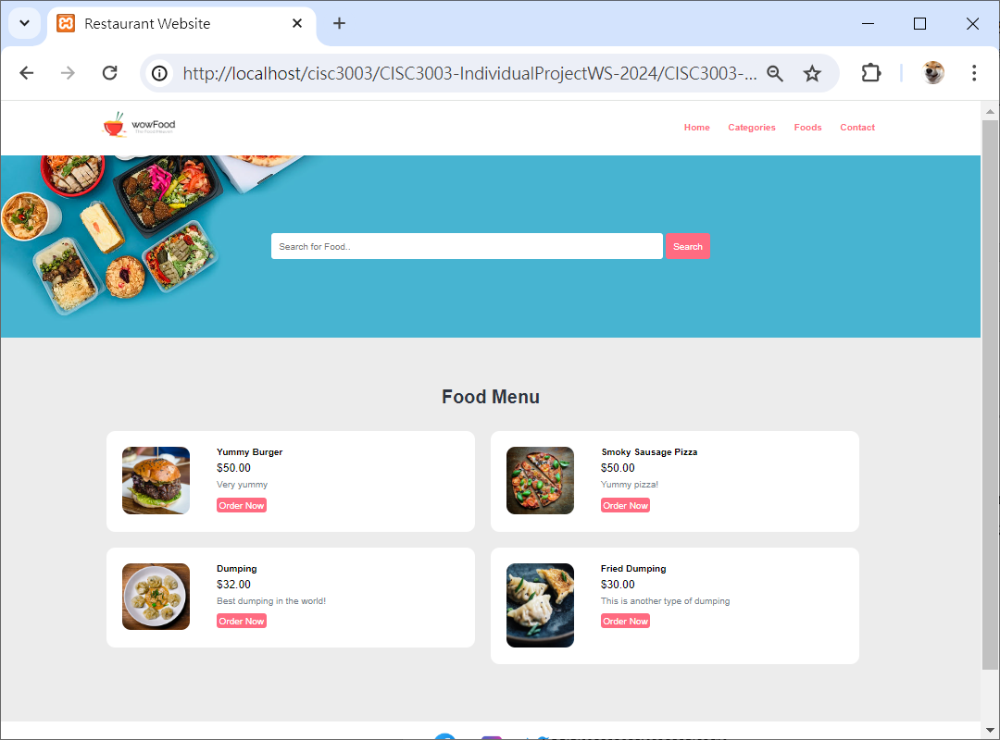 Restaurant Website
http://localhost/cisc3003/CISC3003-IndividualProjectWS-2024/CISC3003-...
wowFood
The Food Heaven
Home Categories Foods Contact
Search for Food.. Search
Food Menu
Yummy Burger
$50.00
Very yummy
Order Now
Smoky Sausage Pizza
$50.00
Yummy pizza!
Order Now
Dumping
$32.00
Best dumping in the world!
Order Now
Fried Dumping
$30.00
This is another type of dumping
Order Now